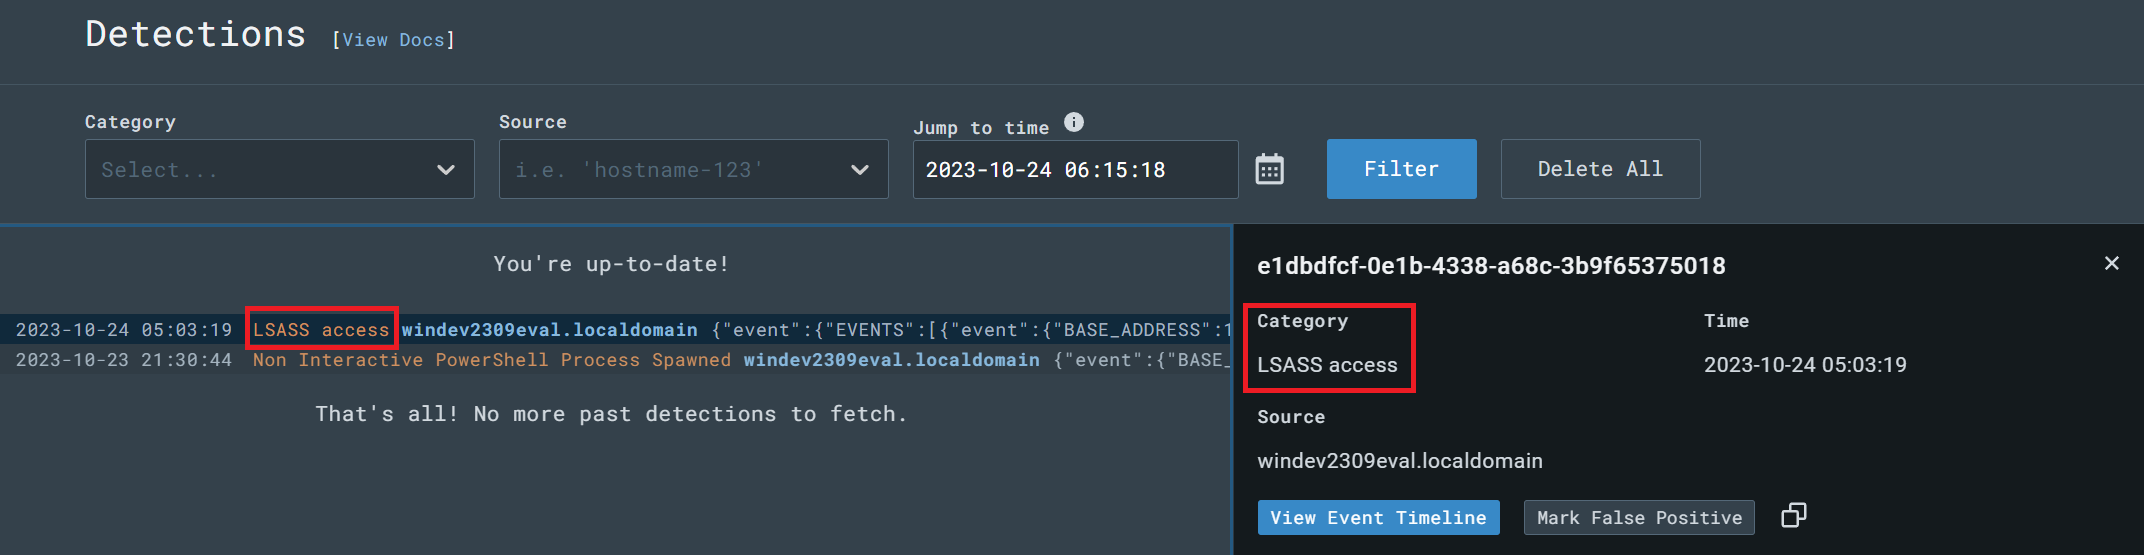 Detections [View Docs]
Category
Source
Jump to time
Select...
i.e. 'hostname-123'
2023-10-24 06:15:18
Filter
Delete All
You're up-to-date!
2023-10-24 05:03:19 LSASS access windev2309eval.localdomain {"event":{"EVENTS":[{"event":{"BASE_ADDRESS":1
2023-10-23 21:30:44 Non Interactive PowerShell Process Spawned windev2309eval.localdomain {"event":{"BASE_
That's all! No more past detections to fetch.
e1dbdfcf-0e1b-4338-a68c-3b9f65375018
Category
Time
LSASS access
2023-10-24 05:03:19
Source
windev2309eval.localdomain
View Event Timeline
Mark False Positive